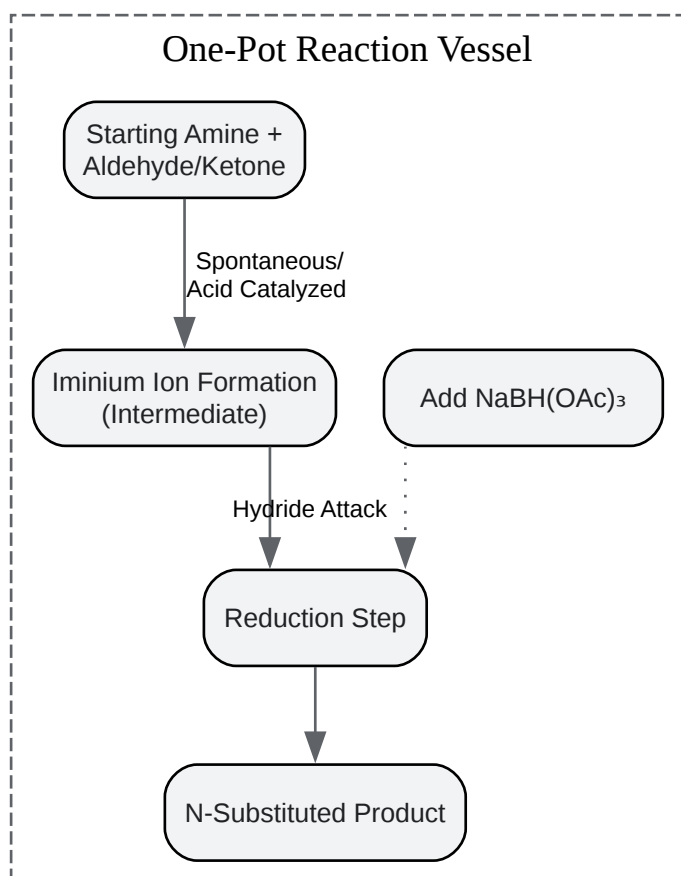 One-Pot Reaction Vessel
Starting Amine +
Aldehyde/Ketone
Spontaneous/
Acid Catalyzed
Iminium Ion Formation
(Intermediate)
Add NaBH(OAc)₃
Hydride Attack
Reduction Step
N-Substituted Product